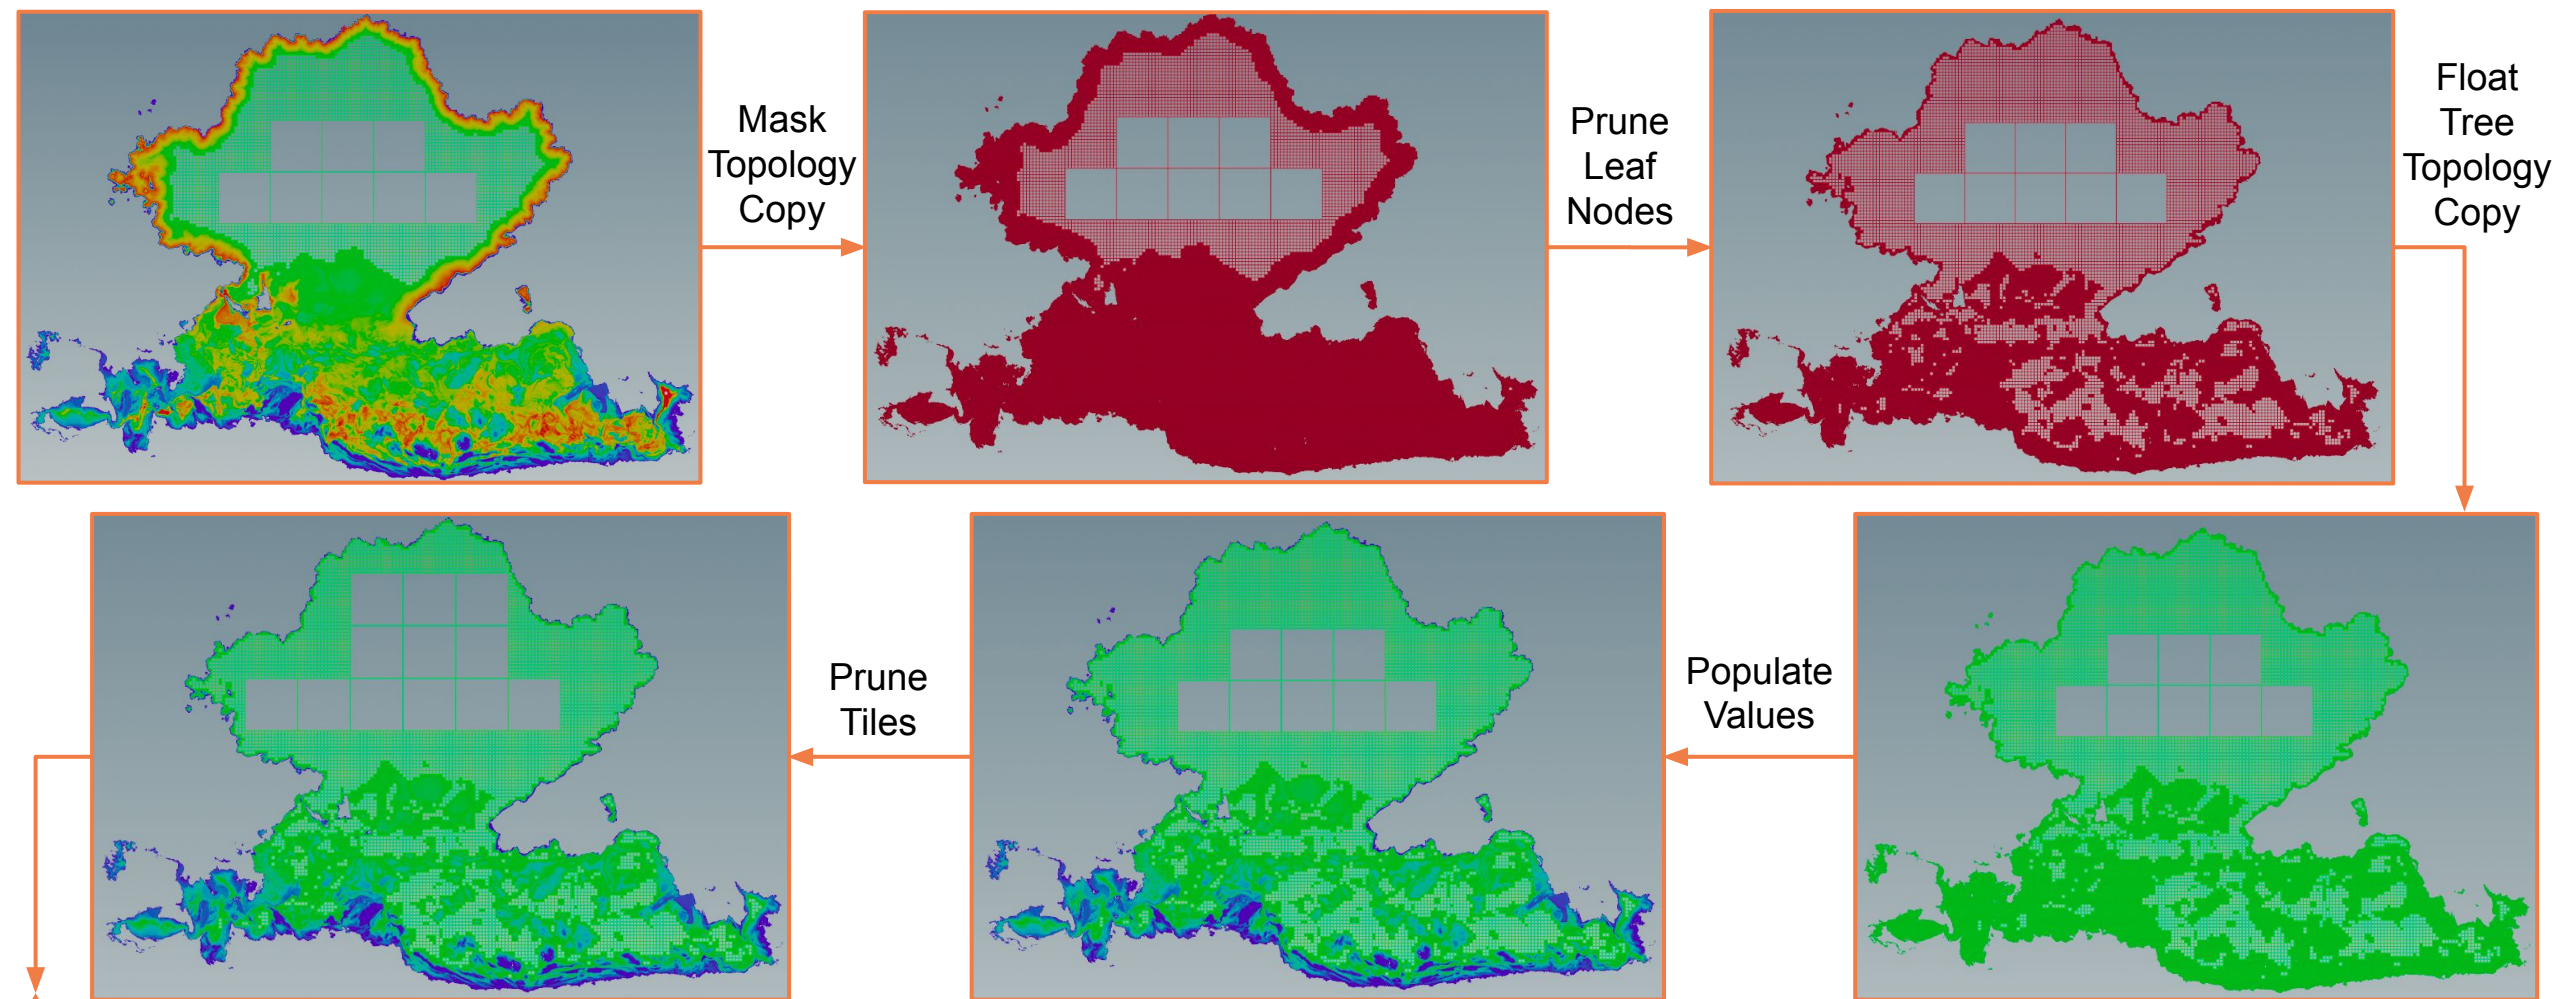 Mask
Topology
Copy
Prune
Leaf
Nodes
Float
Tree
Topology
Copy
Populate
Values
Prune
Tiles